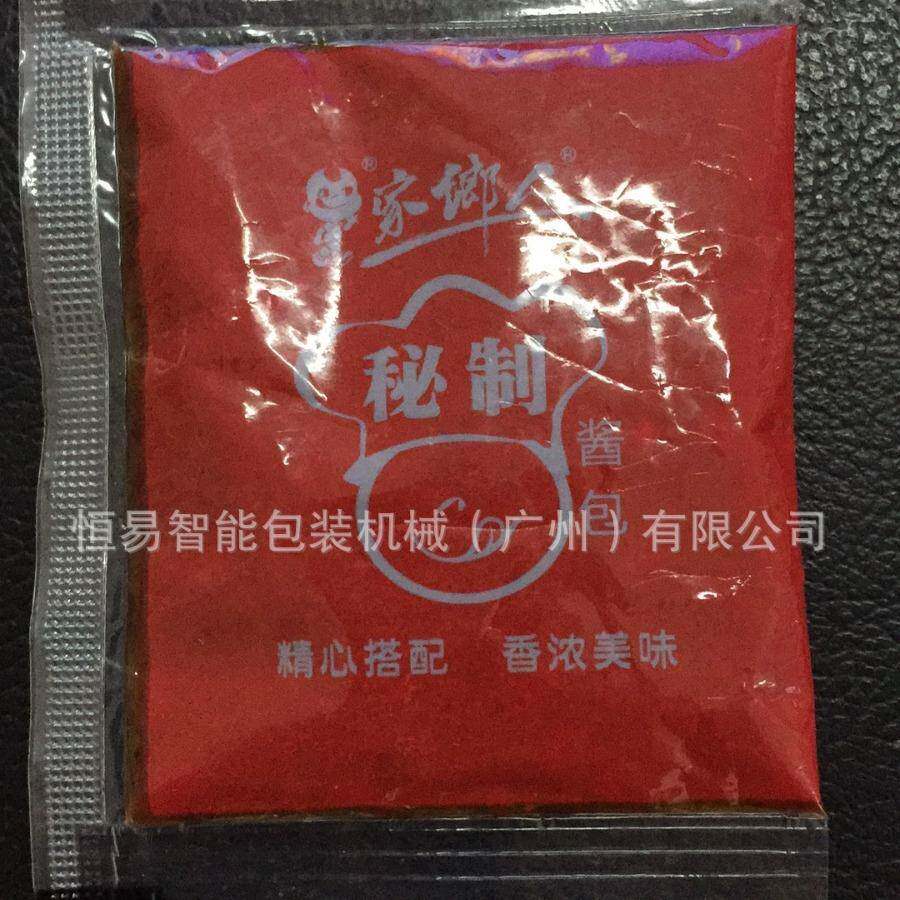 ®家鄉人®
秘制
酱包
恒易智能包装机械（广州）有限公司
精心搭配 香浓美味